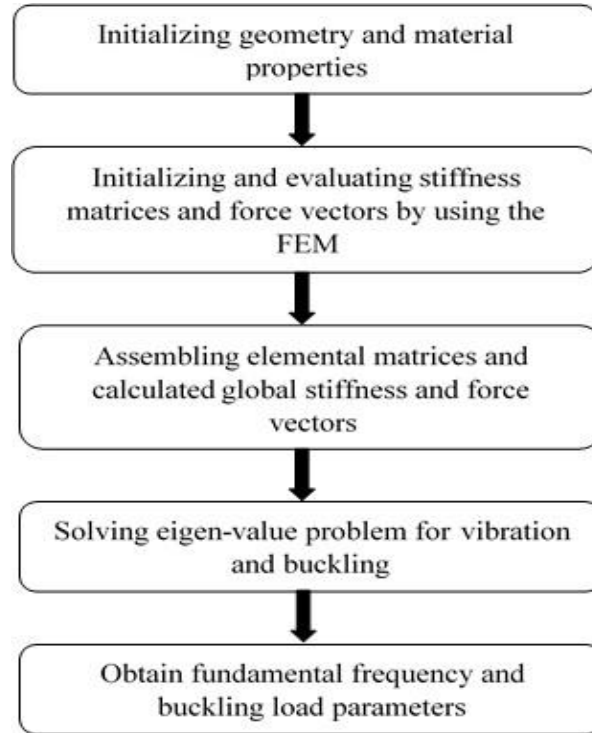 Initializing geometry and material
properties
Initializing and evaluating stiffness
matrices and force vectors by using the
FEM
Assembling elemental matrices and
calculated global stiffness and force
vectors
Solving eigen-value problem for vibration
and buckling
Obtain fundamental frequency and
buckling load parameters